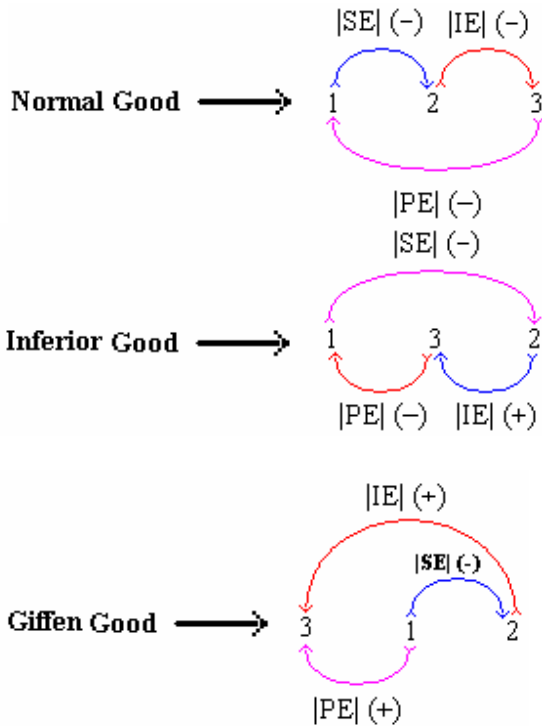 |SE| (−) |IE| (−)
Normal Good 1 2 3
|PE| (−)
|SE| (−)
Inferior Good 1 3 2
|PE| (−) |IE| (+)
|IE| (+)
|SE| (-)
Giffen Good 3 1 2
|PE| (+)